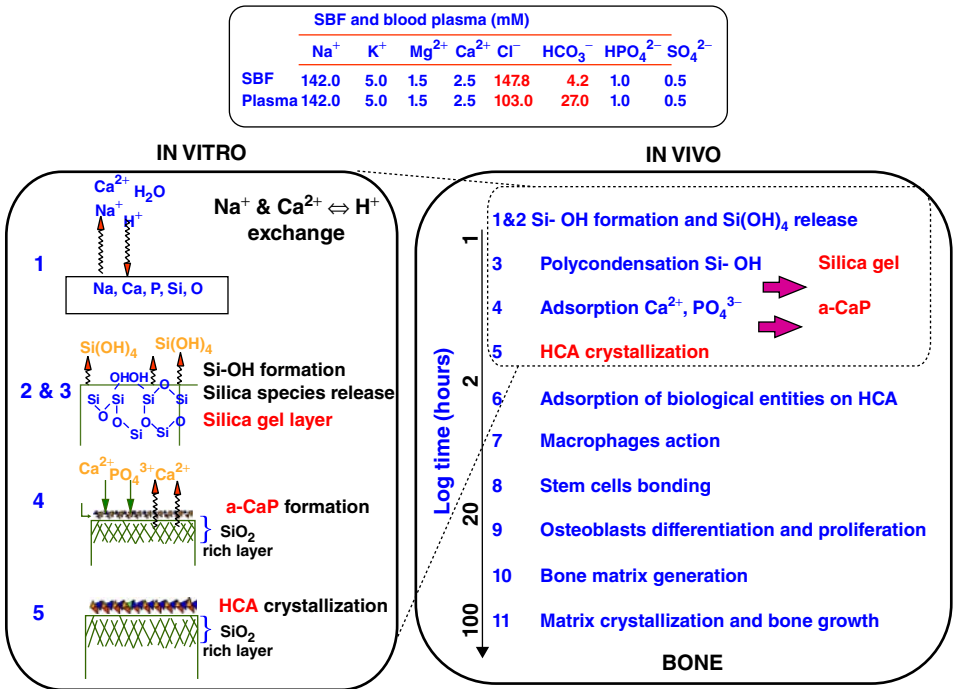 SBF and blood plasma (mM)
Na⁺ K⁺ Mg²⁺ Ca²⁺ Cl⁻ HCO₃⁻ HPO₄²⁻ SO₄²⁻
SBF 142.0 5.0 1.5 2.5 147.8 4.2 1.0 0.5
Plasma 142.0 5.0 1.5 2.5 103.0 27.0 1.0 0.5
IN VITRO
Ca²⁺ H₂O
Na⁺ H⁺
Na⁺ & Ca²⁺ ⇔ H⁺
exchange
1
Na, Ca, P, Si, O
Si(OH)₄ Si(OH)₄
2 & 3
OHOH O
Si Si Si Si
O Si Si O
Si O Si
Si-OH formation
Silica species release
Silica gel layer
Ca²⁺ PO₄³⁺ Ca²⁺
4
a-CaP formation
SiO₂
rich layer
5
HCA crystallization
SiO₂
rich layer
IN VIVO
Log time (hours)
1
2
20
100
1&2 Si- OH formation and Si(OH)₄ release
3 Polycondensation Si- OH Silica gel
4 Adsorption Ca²⁺, PO₄³⁻ a-CaP
5 HCA crystallization
6 Adsorption of biological entities on HCA
7 Macrophages action
8 Stem cells bonding
9 Osteoblasts differentiation and proliferation
10 Bone matrix generation
11 Matrix crystallization and bone growth
BONE